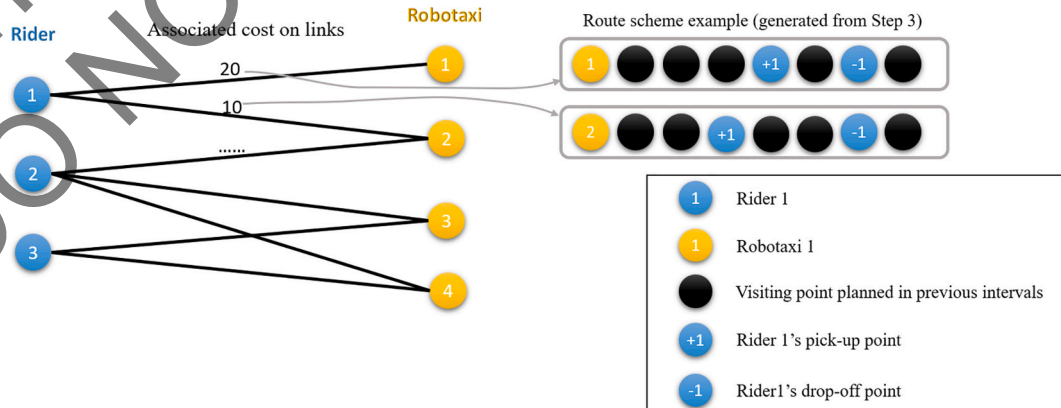 Rider
Associated cost on links
Robotaxi
Route scheme example (generated from Step 3)
20
10
......
1
2
3
1
2
3
4
1 +1 -1
2 +1 -1
1 Rider 1
1 Robotaxi 1
Visiting point planned in previous intervals
+1 Rider 1's pick-up point
-1 Rider1's drop-off point